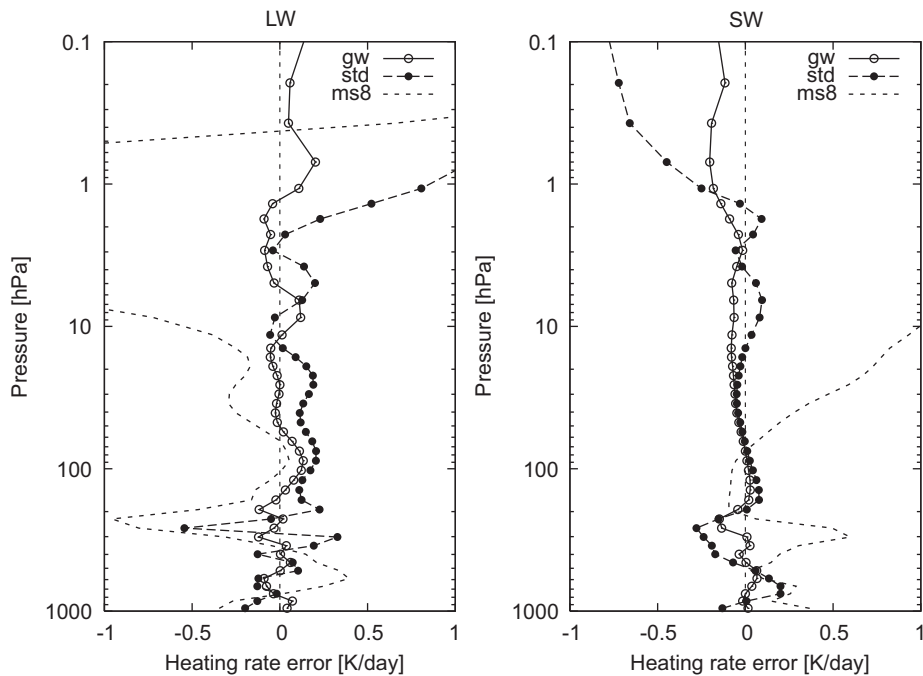 LW
0.1
1
10
100
1000
Pressure [hPa]
gw
std
ms8
-1
-0.5
0
0.5
1
Heating rate error [K/day]
SW
0.1
1
10
100
1000
Pressure [hPa]
gw
std
ms8
-1
-0.5
0
0.5
1
Heating rate error [K/day]